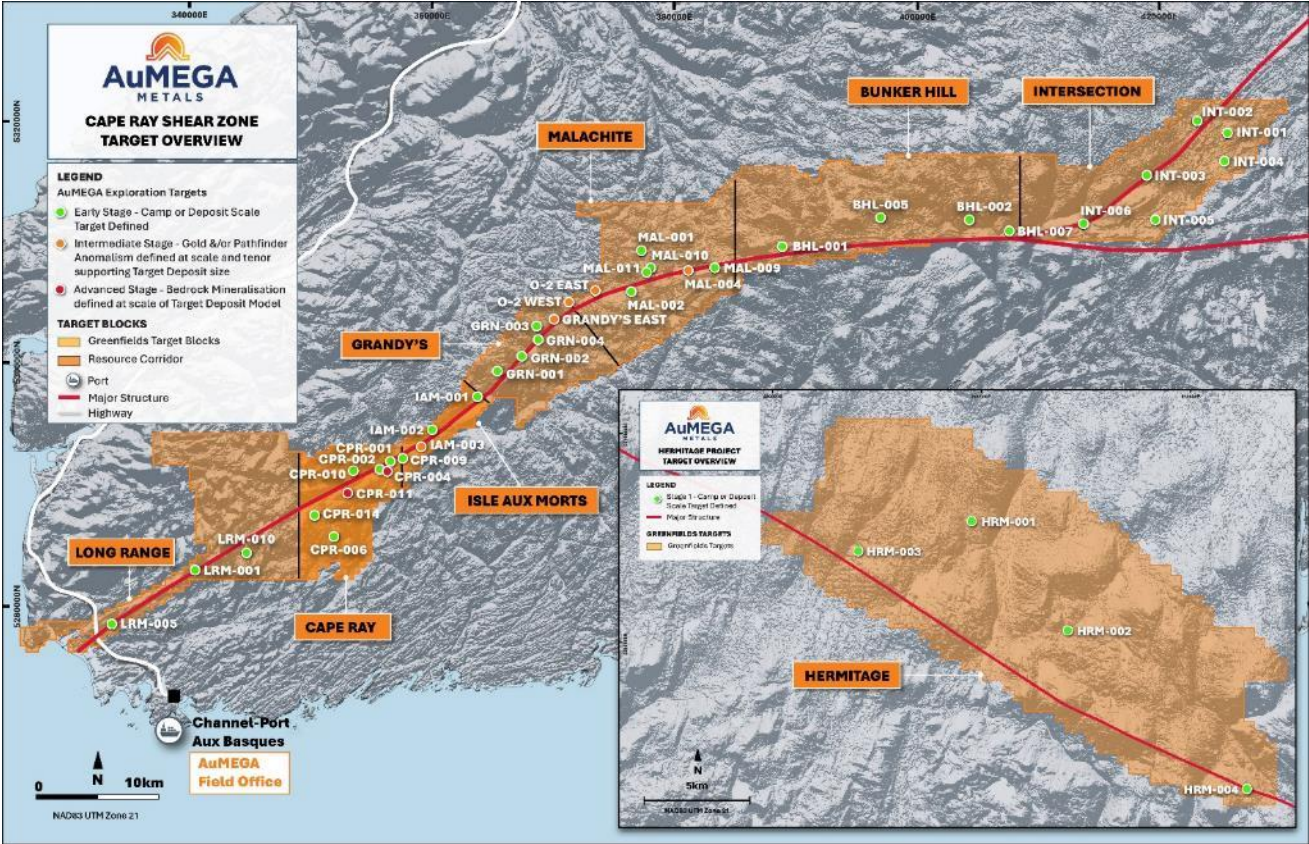 340000E
360000E
380000E
400000E
420000E
5320000N
5280000N
AuMEGA
METALS
CAPE RAY SHEAR ZONE
TARGET OVERVIEW
LEGEND
AuMEGA Exploration Targets
Early Stage - Camp or Deposit Scale
Target Defined
Intermediate Stage - Gold &/or Pathfinder
Anomalism defined at scale and tenor
supporting Target Deposit size
Advanced Stage - Bedrock Mineralisation
defined at scale of Target Deposit Model
TARGET BLOCKS
Greenfields Target Blocks
Resource Corridor
Port
Major Structure
Highway
BUNKER HILL
INTERSECTION
MALACHITE
INT-002
INT-001
INT-004
INT-003
INT-006
INT-005
BHL-005
BHL-002
BHL-007
BHL-001
MAL-001
MAL-010
MAL-011
MAL-009
MAL-004
MAL-002
O-2 EAST
O-2 WEST
GRANDY'S EAST
GRN-003
GRN-004
GRANDY'S
GRN-002
GRN-001
IAM-001
IAM-002
IAM-003
CPR-001
CPR-002
CPR-009
CPR-010
CPR-004
CPR-011
ISLE AUX MORTS
CPR-014
CPR-006
LONG RANGE
LRM-010
LRM-001
LRM-005
CAPE RAY
Channel-Port
Aux Basques
AuMEGA
Field Office
N
0 10km
NAD83 UTM Zone 21
AuMEGA
METALS
HERMITAGE PROJECT
TARGET OVERVIEW
LEGEND
Stage 1 - Camp or Deposit
Scale Target Defined
Major Structure
GREENFIELDS TARGETS
Greenfields Targets
HRM-001
HRM-003
HRM-002
HERMITAGE
HRM-004
N
5km
NAD83 UTM Zone 21